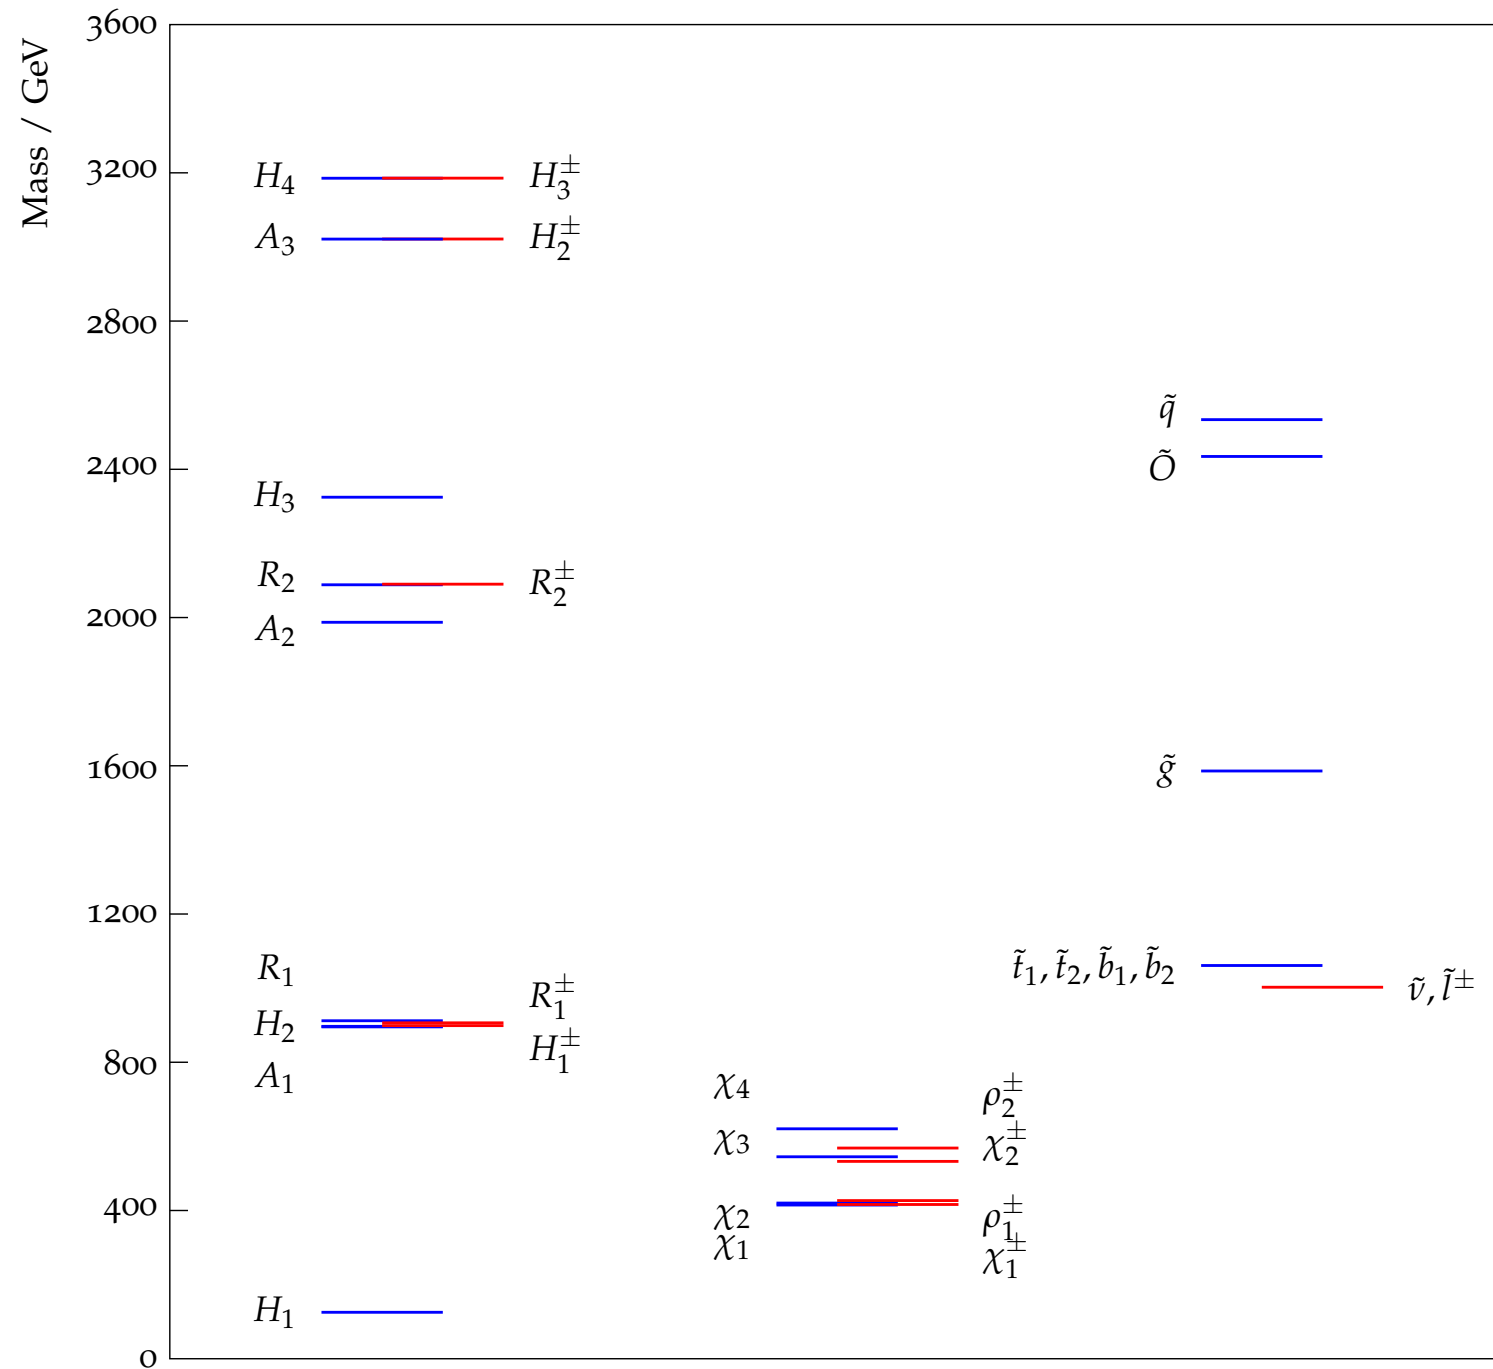 Mass / GeV
3600
3200
2800
2400
2000
1600
1200
800
400
0
H₄ H₃±
A₃ H₂±
q̃
Õ
H₃
R₂ R₂±
A₂
g̃
t̃₁, t̃₂, b̃₁, b̃₂
ν̃, l̃±
R₁ R₁±
H₂ H₁±
A₁
χ₄ ρ₂±
χ₃ χ₂±
χ₂ ρ₁±
χ₁ χ₁±
H₁